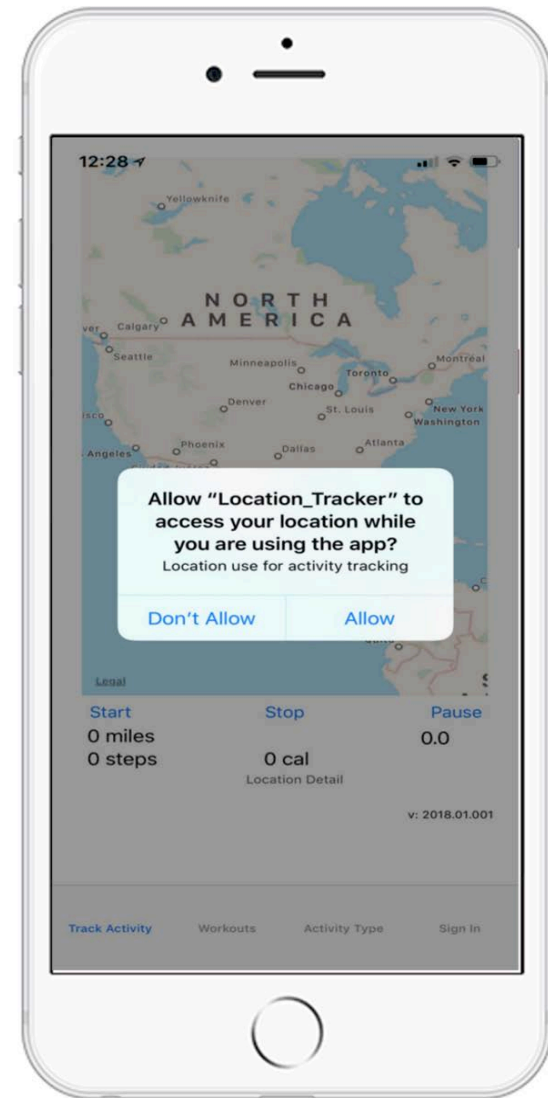 12:28
Yellowknife
NORTH
AMERICA
Calgary
Seattle
Minneapolis
Montréal
Toronto
Chicago
Denver
St. Louis
New York
Washington
Phoenix
Dallas
Atlanta
Angeles
Allow “Location_Tracker” to
access your location while
you are using the app?
Location use for activity tracking
Don’t Allow Allow
Legal
Start Stop Pause
0 miles 0.0
0 steps 0 cal
Location Detail
v: 2018.01.001
Track Activity Workouts Activity Type Sign In